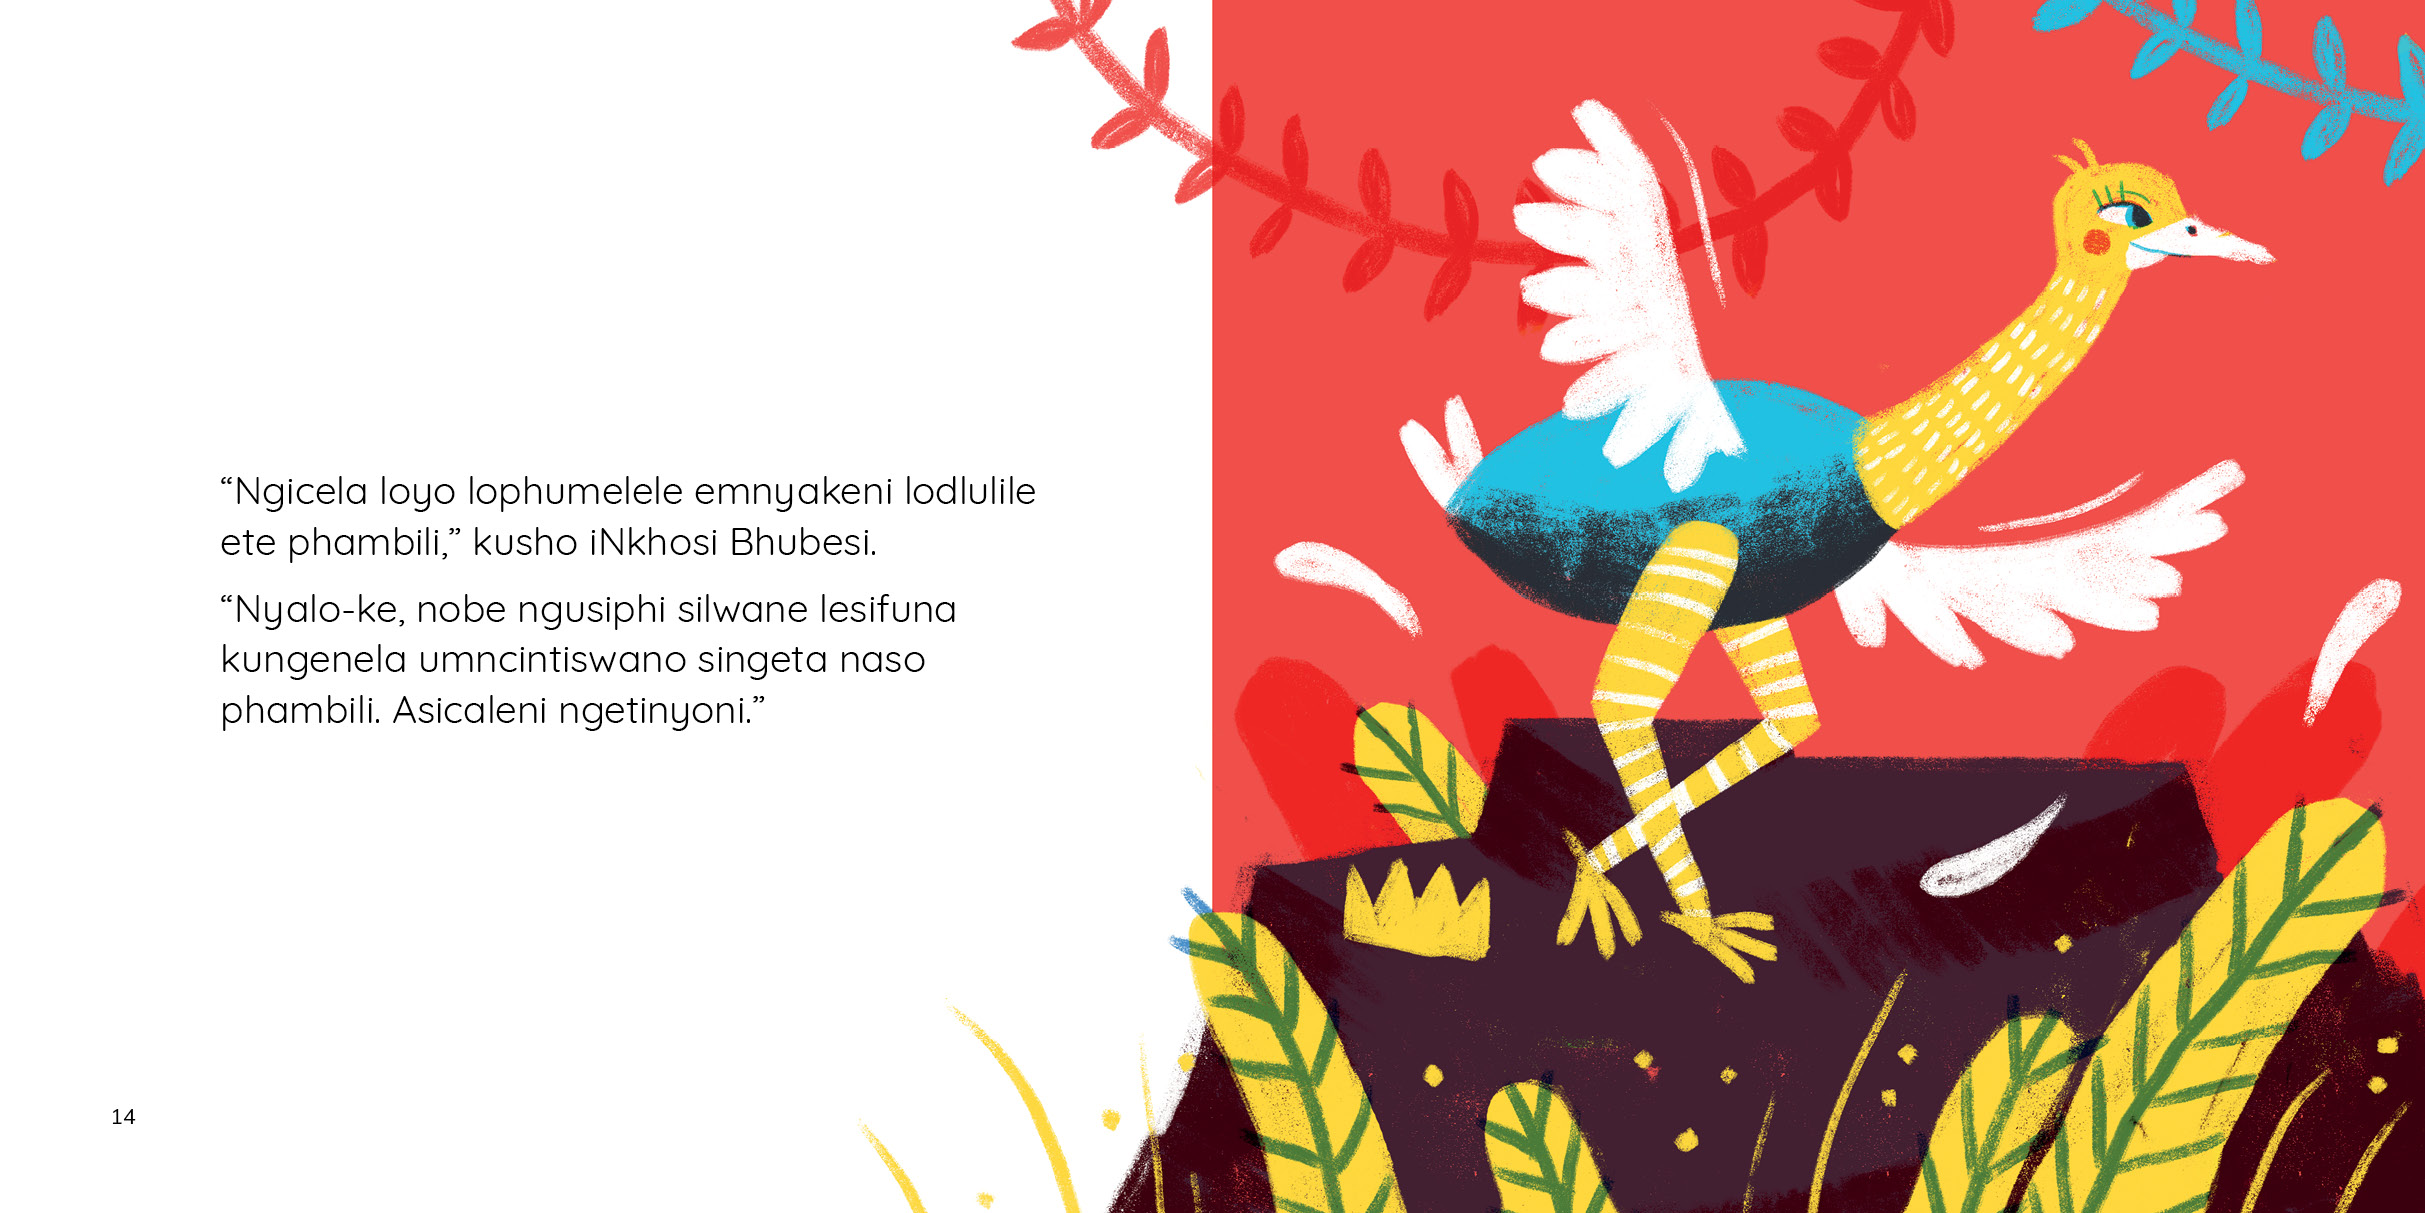 “Ngicela loyo lophumelele emnyakeni lodlulile
ete phambili,” kusho iNkhosi Bhubesi.
“Nyalo-ke, nobe ngusiphi silwane lesifuna
kungenela umncintiswano singeta naso
phambili. Asicaleni ngetinyoni.”
14